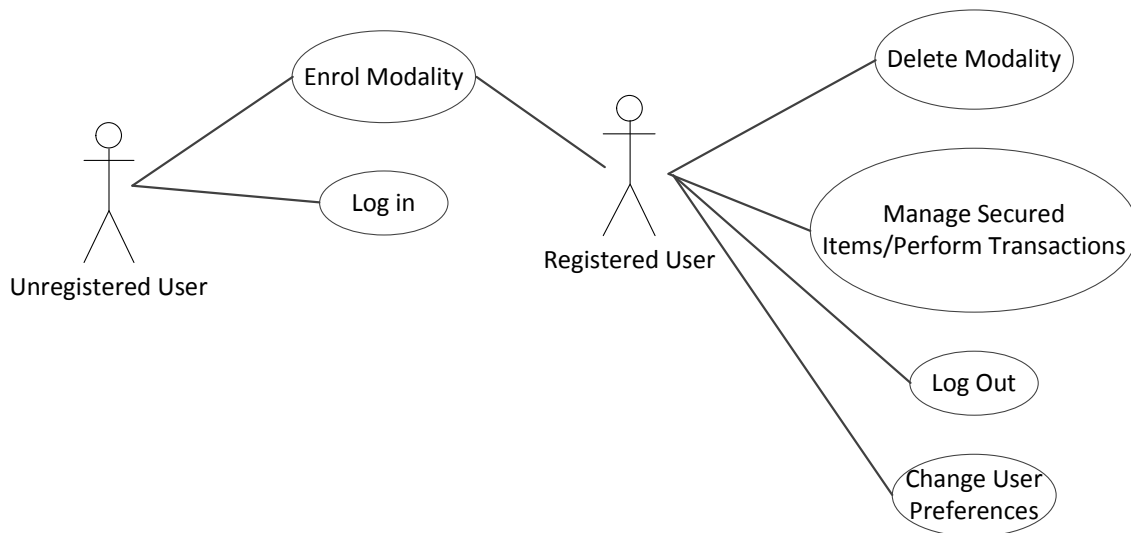 Enrol Modality
Delete Modality
Log in
Manage Secured
Items/Perform Transactions
Registered User
Unregistered User
Log Out
Change User
Preferences